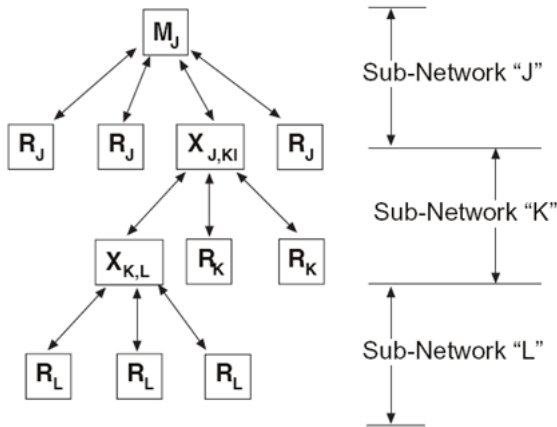 M_J
Sub-Network “J”
R_J R_J X_J,KI R_J
Sub-Network “K”
X_K,L R_K R_K
Sub-Network “L”
R_L R_L R_L